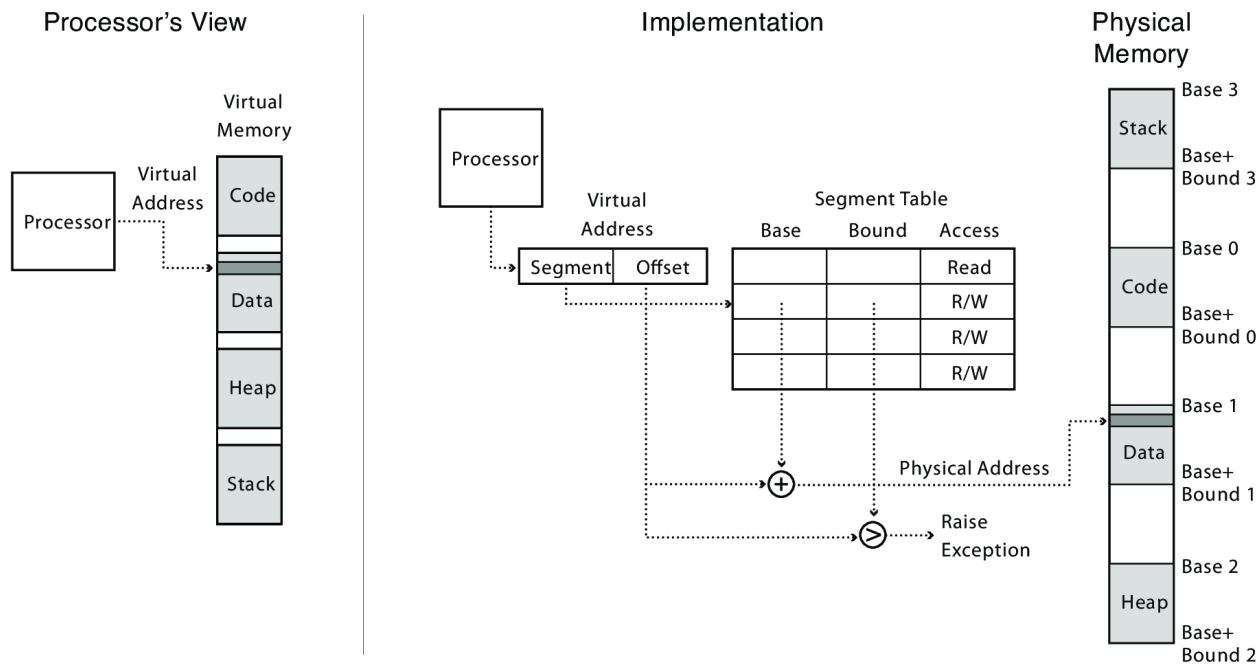 Processor's View
Virtual
Memory
Virtual
Address
Processor
Code
Data
Heap
Stack
Implementation
Processor
Virtual
Address
Segment
Offset
Segment Table
Base
Bound
Access
Read
R/W
R/W
R/W
+
Physical Address
>
Raise
Exception
Physical
Memory
Base 3
Stack
Base+
Bound 3
Base 0
Code
Base+
Bound 0
Base 1
Data
Base+
Bound 1
Base 2
Heap
Base+
Bound 2